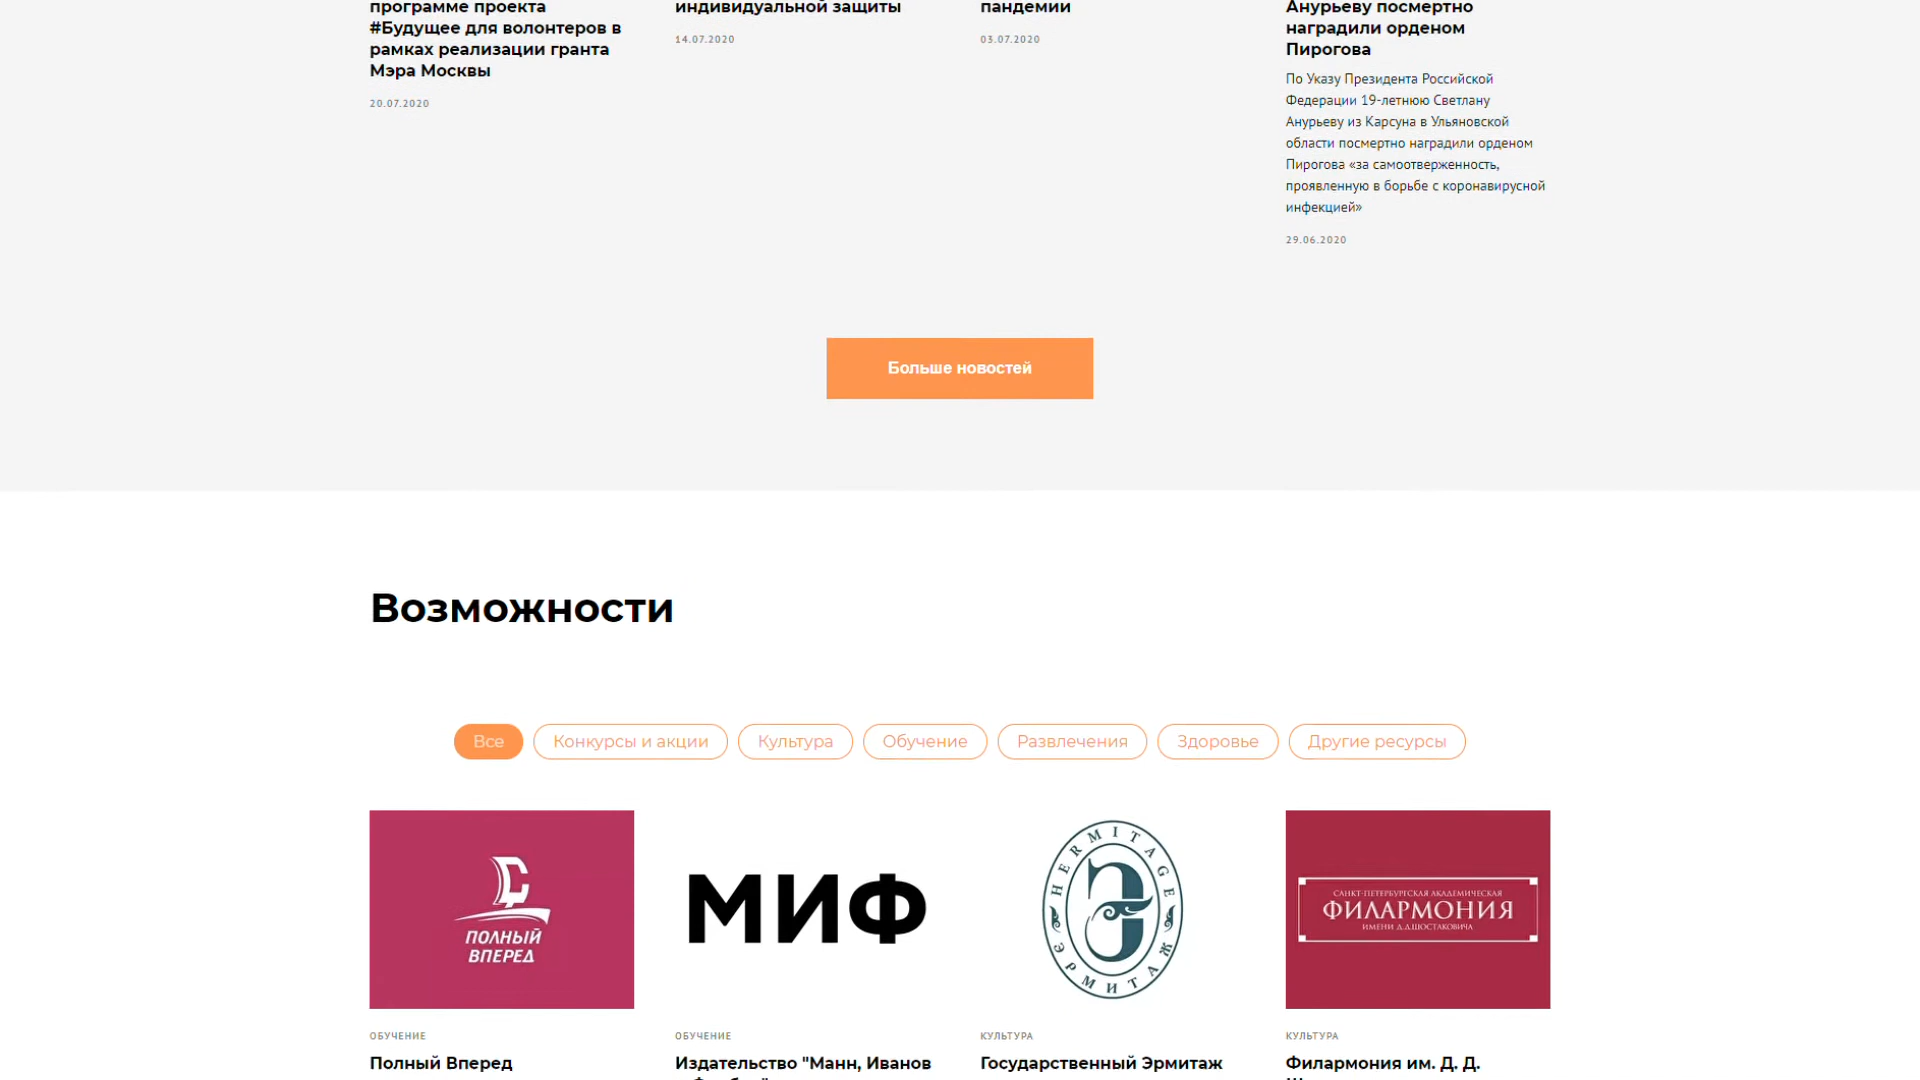 программе проекта
#Будущее для волонтеров в
рамках реализации гранта
Мэра Москвы
20.07.2020
индивидуальной защиты
14.07.2020
пандемии
03.07.2020
Анурьеву посмертно
наградили орденом
Пирогова
По Указу Президента Российской
Федерации 19-летнюю Светлану
Анурьеву из Карсуна в Ульяновской
области посмертно наградили орденом
Пирогова «за самоотверженность,
проявленную в борьбе с коронавирусной
инфекцией»
29.06.2020
Больше новостей
Возможности
Все
Конкурсы и акции
Культура
Обучение
Развлечения
Здоровье
Другие ресурсы
ПОЛНЫЙ
ВПЕРЕД
ОБУЧЕНИЕ
Полный Вперед
МИФ
ОБУЧЕНИЕ
Издательство "Манн, Иванов
HERMITAGE
ЭРМИТАЖ
КУЛЬТУРА
Государственный Эрмитаж
САНКТ-ПЕТЕРБУРГСКАЯ АКАДЕМИЧЕСКАЯ
ФИЛАРМОНИЯ
ИМЕНИ Д.Д.ШОСТАКОВИЧА
КУЛЬТУРА
Филармония им. Д. Д.